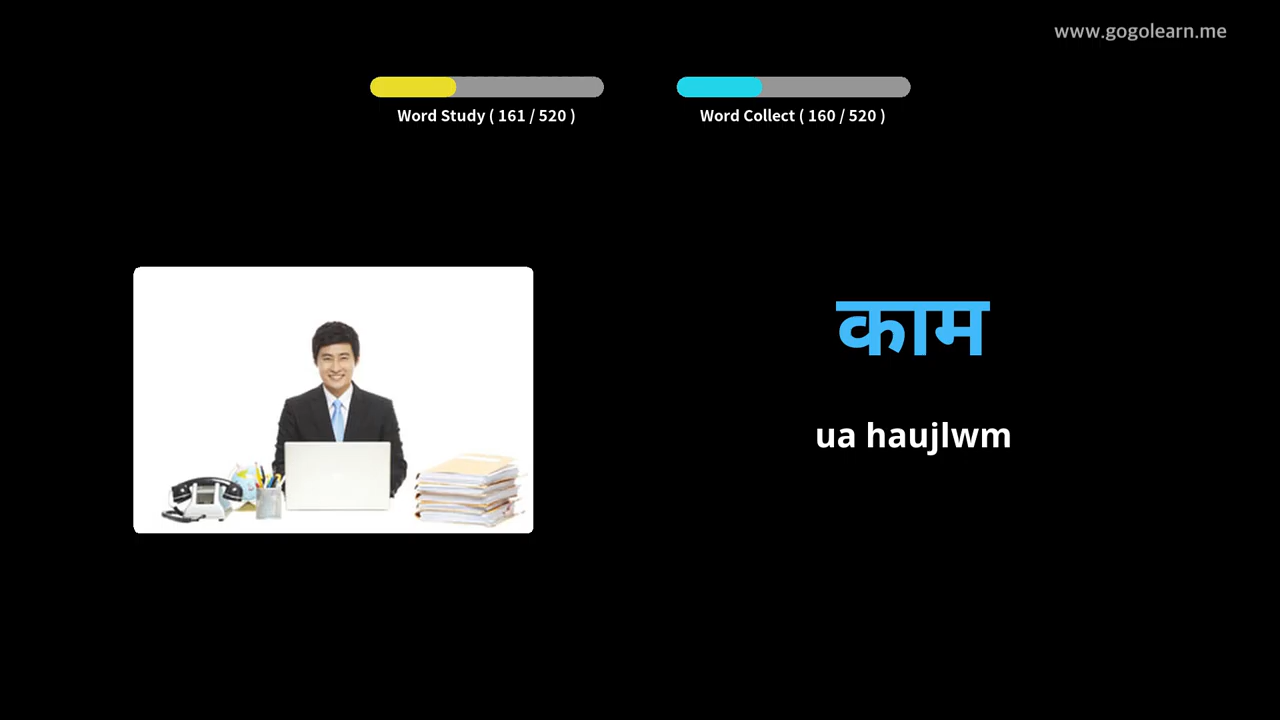 www.gogolearn.me
Word Study ( 161 / 520 )
Word Collect ( 160 / 520 )
काम
ua haujlwm